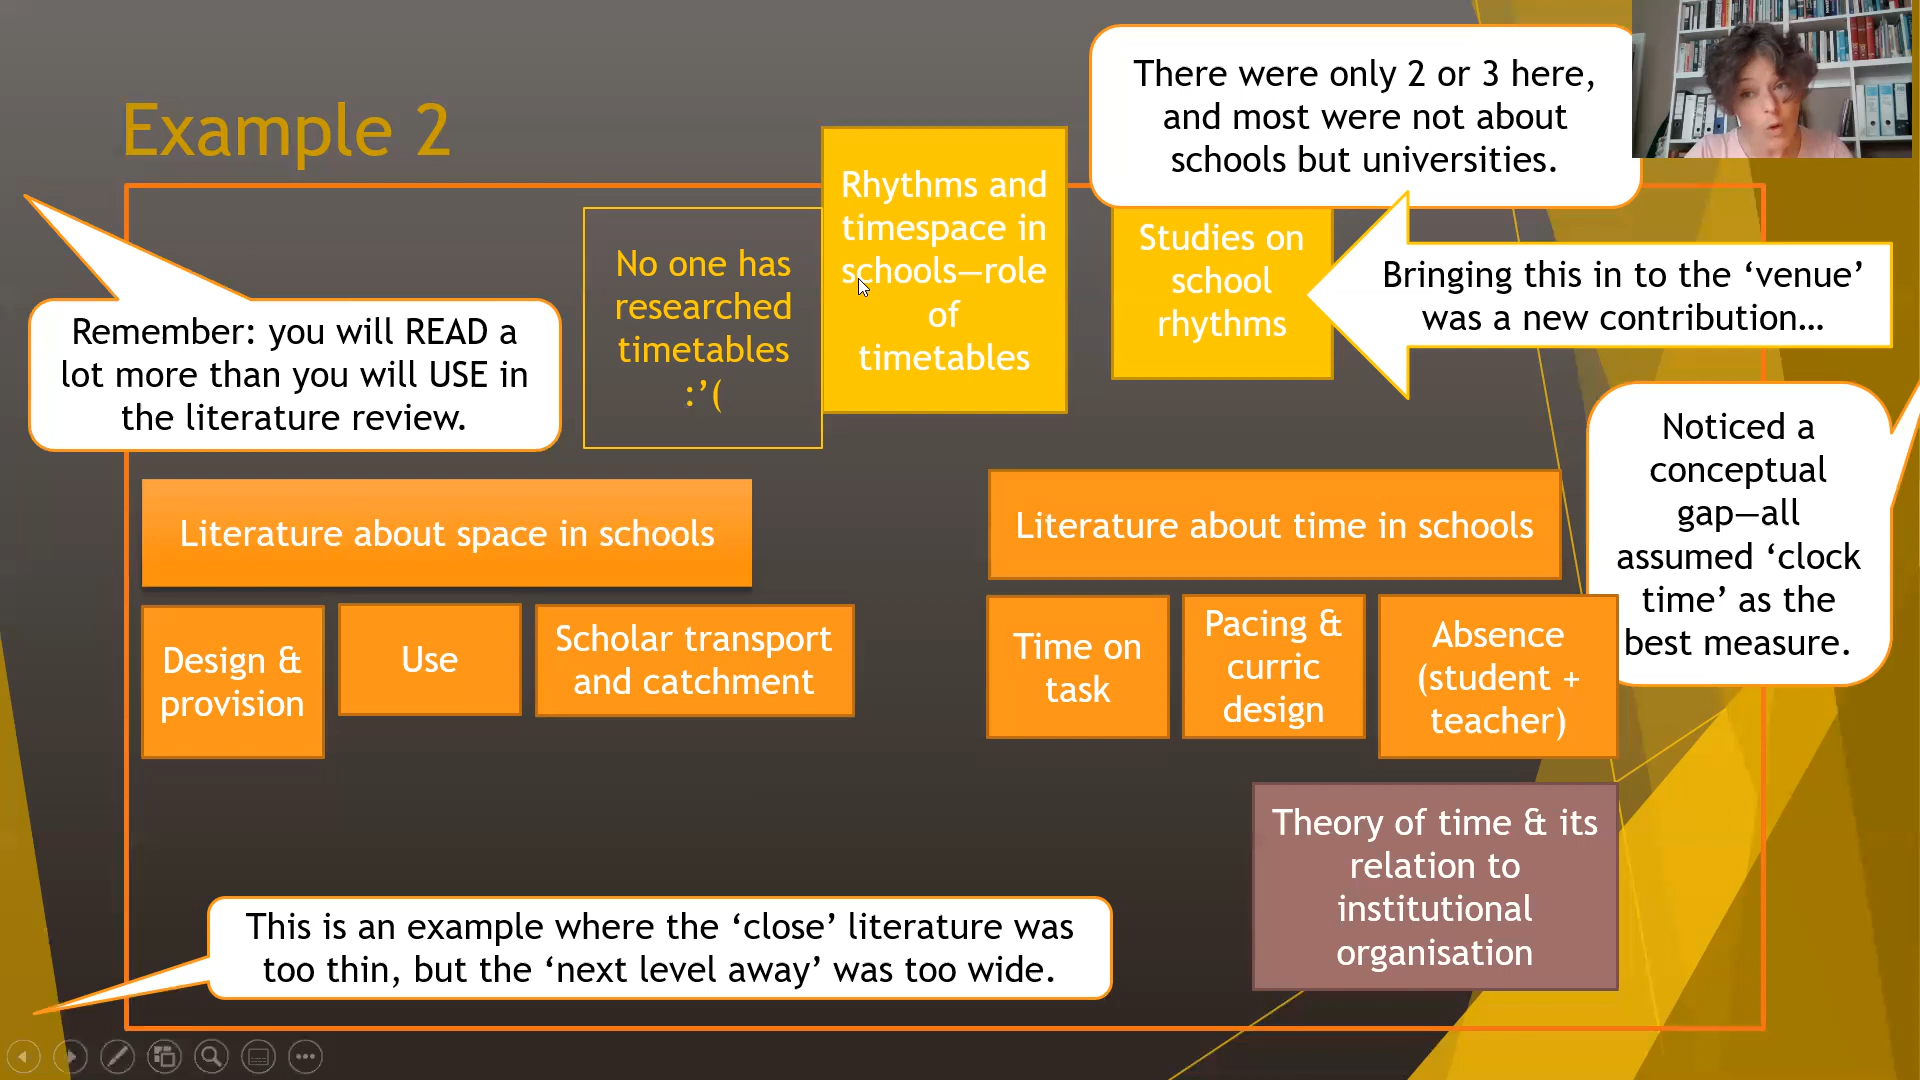 Example 2
There were only 2 or 3 here,
and most were not about
schools but universities.
Rhythms and
timespace in
schools—role
of
timetables
No one has
researched
timetables
:’(
Studies on
school
rhythms
Bringing this in to the ‘venue’
was a new contribution…
Remember: you will READ a
lot more than you will USE in
the literature review.
Noticed a
conceptual
gap—all
assumed ‘clock
time’ as the
best measure.
Literature about space in schools
Literature about time in schools
Design &
provision
Use
Scholar transport
and catchment
Time on
task
Pacing &
curric
design
Absence
(student +
teacher)
Theory of time & its
relation to
institutional
organisation
This is an example where the ‘close’ literature was
too thin, but the ‘next level away’ was too wide.